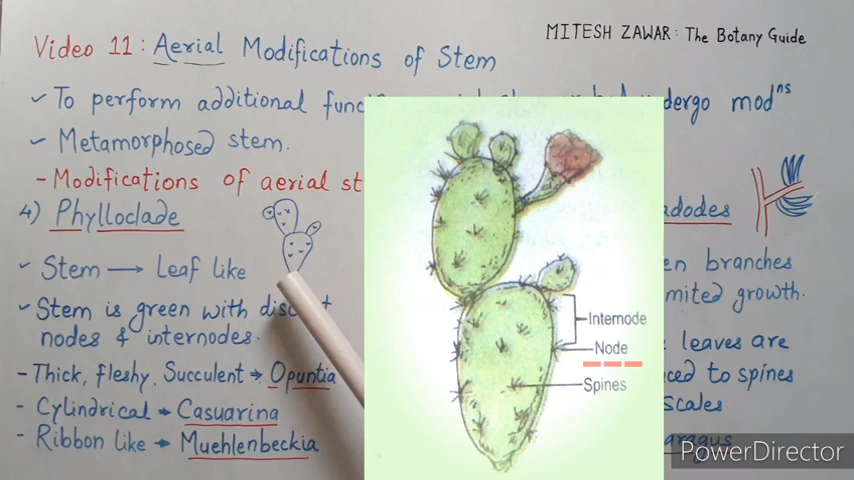 MITESH ZAWAR: The Botany Guide
Video 11: Aerial Modifications of Stem
✓ To perform additional dergo modⁿˢ
✓ Metamorphosed stem.
- Modifications of aerial st
4) Phylloclade
✓ Stem → Leaf like
✓ Stem is green with
nodes & internodes.
- Thick, fleshy, Succulent → Opuntia
- Cylindrical → Casuarina
- Ribbon like → Muehlenbeckia
Internode
Node
Spines
adodes
en branches
mited growth.
leaves are
ced to spines
scales
aragus
PowerDirector